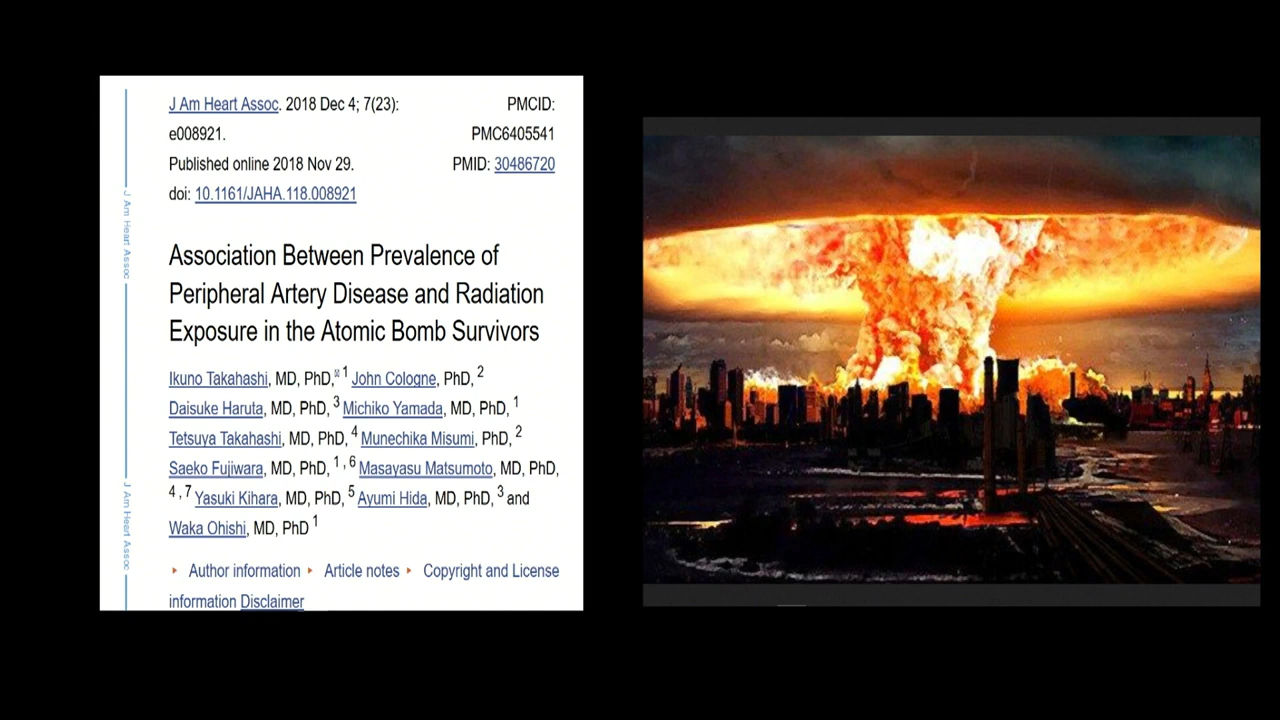 J Am Heart Assoc. 2018 Dec 4; 7(23):
e008921.
Published online 2018 Nov 29.
doi: 10.1161/JAHA.118.008921
PMCID:
PMC6405541
PMID: 30486720
Association Between Prevalence of
Peripheral Artery Disease and Radiation
Exposure in the Atomic Bomb Survivors
Ikuno Takahashi, MD, PhD, 1 John Cologne, PhD, 2
Daisuke Haruta, MD, PhD, 3 Michiko Yamada, MD, PhD, 1
Tetsuya Takahashi, MD, PhD, 4 Munechika Misumi, PhD, 2
Saeko Fujiwara, MD, PhD, 1 , 6 Masayasu Matsumoto, MD, PhD,
4 , 7 Yasuki Kihara, MD, PhD, 5 Ayumi Hida, MD, PhD, 3 and
Waka Ohishi, MD, PhD 1
Author information Article notes Copyright and License
information Disclaimer
J Am Heart Assoc
J Am Heart Assoc